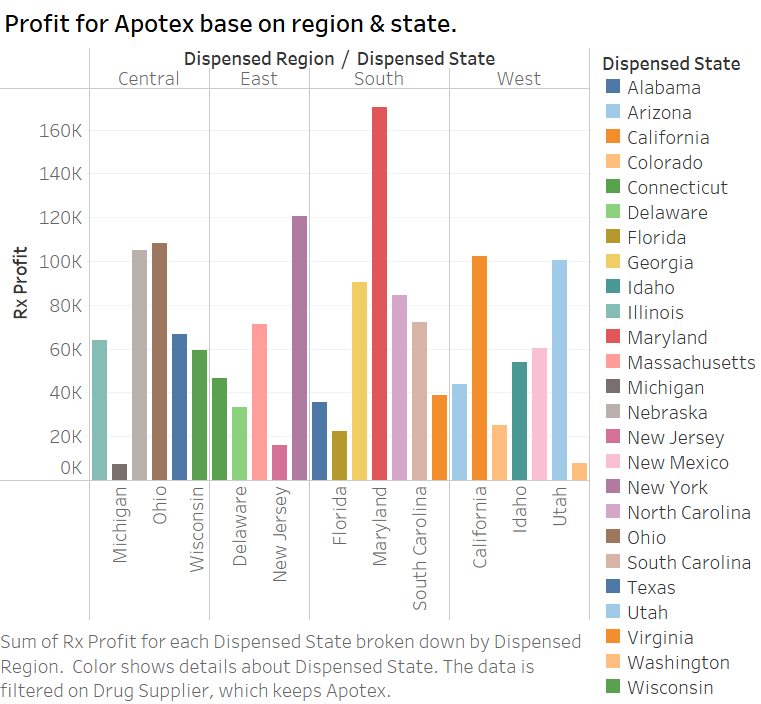 Profit for Apotex base on region & state.
Dispensed Region / Dispensed State
Central East South West
Rx Profit
160K
140K
120K
100K
80K
60K
40K
20K
0K
Michigan
Ohio
Wisconsin
Delaware
New Jersey
Florida
Maryland
South Carolina
California
Idaho
Utah
Dispensed State
Alabama
Arizona
California
Colorado
Connecticut
Delaware
Florida
Georgia
Idaho
Illinois
Maryland
Massachusetts
Michigan
Nebraska
New Jersey
New Mexico
New York
North Carolina
Ohio
South Carolina
Texas
Utah
Virginia
Washington
Wisconsin
Sum of Rx Profit for each Dispensed State broken down by Dispensed
Region. Color shows details about Dispensed State. The data is
filtered on Drug Supplier, which keeps Apotex.